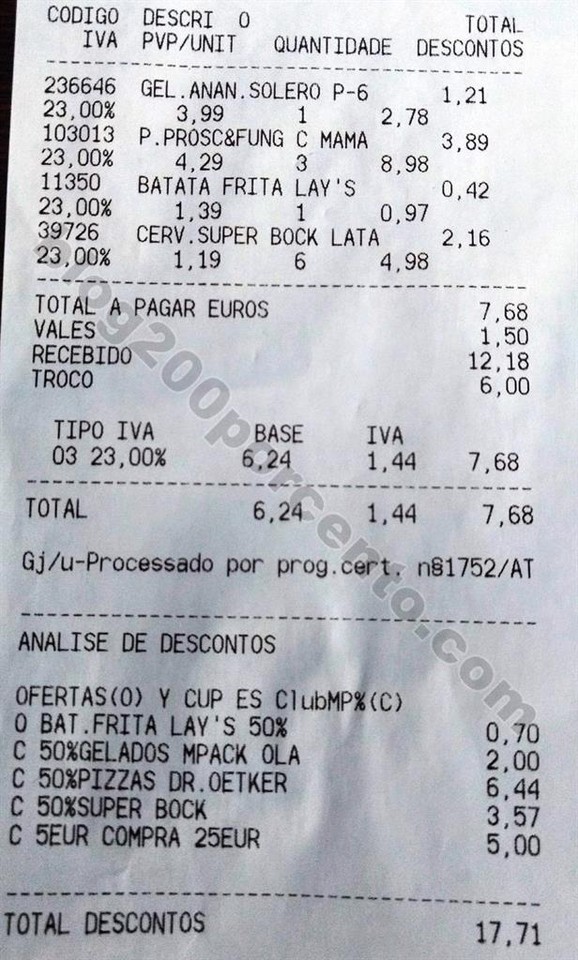 CODIGO DESCRI O TOTAL
IVA PVP/UNIT QUANTIDADE DESCONTOS
236646 GEL.ANAN.SOLERO P-6 1,21
23,00% 3,99 1 2,78
103013 P.PROSC&FUNG C MAMA 3,89
23,00% 4,29 3 8,98
11350 BATATA FRITA LAY'S 0,42
23,00% 1,39 1 0,97
39726 CERV.SUPER BOCK LATA 2,16
23,00% 1,19 6 4,98
TOTAL A PAGAR EUROS 7,68
VALES 1,50
RECEBIDO 12,18
TROCO 6,00
TIPO IVA BASE IVA
03 23,00% 6,24 1,44 7,68
TOTAL 6,24 1,44 7,68
Gj/u-Processado por prog.cert. n§1752/AT
ANALISE DE DESCONTOS
OFERTAS(O) Y CUP ES ClubMP%(C)
O BAT.FRITA LAY'S 50% 0,70
C 50%GELADOS MPACK OLA 2,00
C 50%PIZZAS DR.OETKER 6,44
C 50%SUPER BOCK 3,57
C 5EUR COMPRA 25EUR 5,00
TOTAL DESCONTOS 17,71
blog200porcento.com